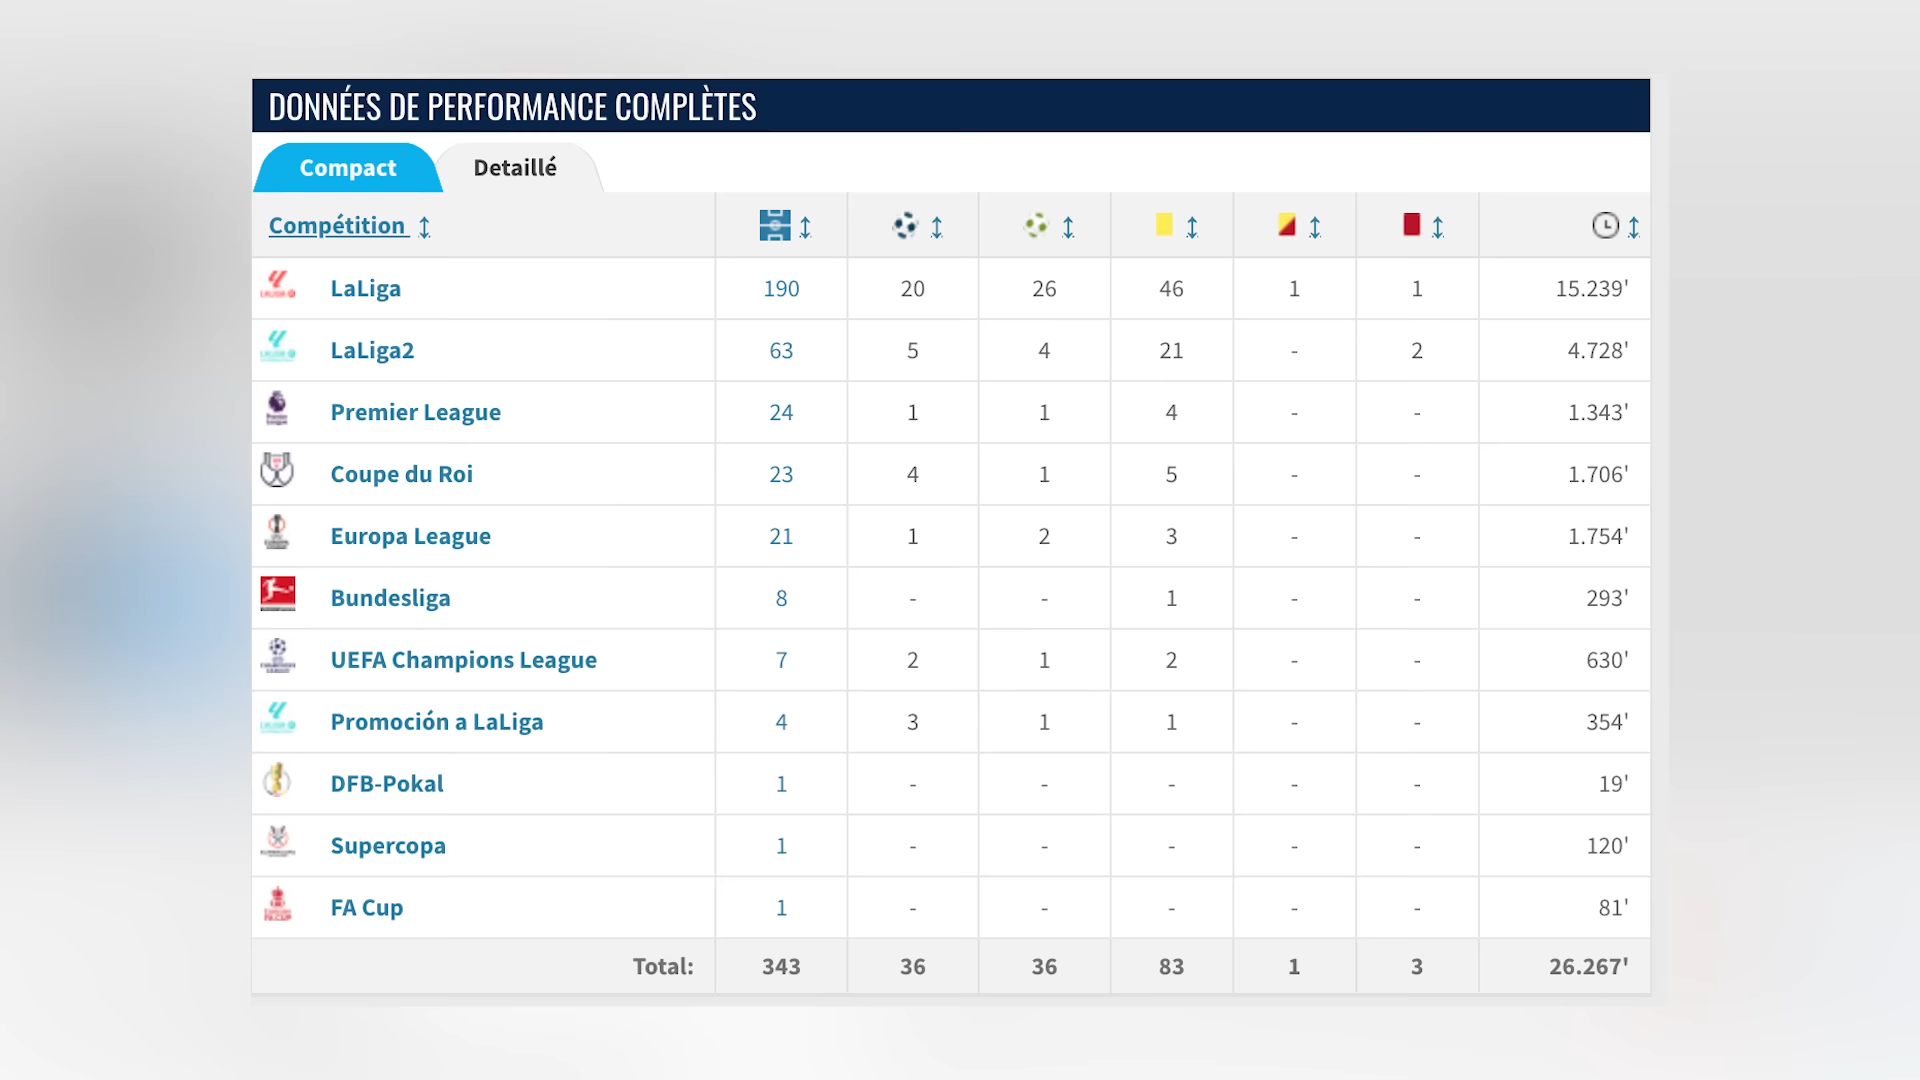 DONNÉES DE PERFORMANCE COMPLÈTES
Compact Detaillé
Compétition
LaLiga 190 20 26 46 1 1 15.239'
LaLiga2 63 5 4 21 - 2 4.728'
Premier League 24 1 1 4 - - 1.343'
Coupe du Roi 23 4 1 5 - - 1.706'
Europa League 21 1 2 3 - - 1.754'
Bundesliga 8 - - 1 - - 293'
UEFA Champions League 7 2 1 2 - - 630'
Promoción a LaLiga 4 3 1 1 - - 354'
DFB-Pokal 1 - - - - - 19'
Supercopa 1 - - - - - 120'
FA Cup 1 - - - - - 81'
Total: 343 36 36 83 1 3 26.267'